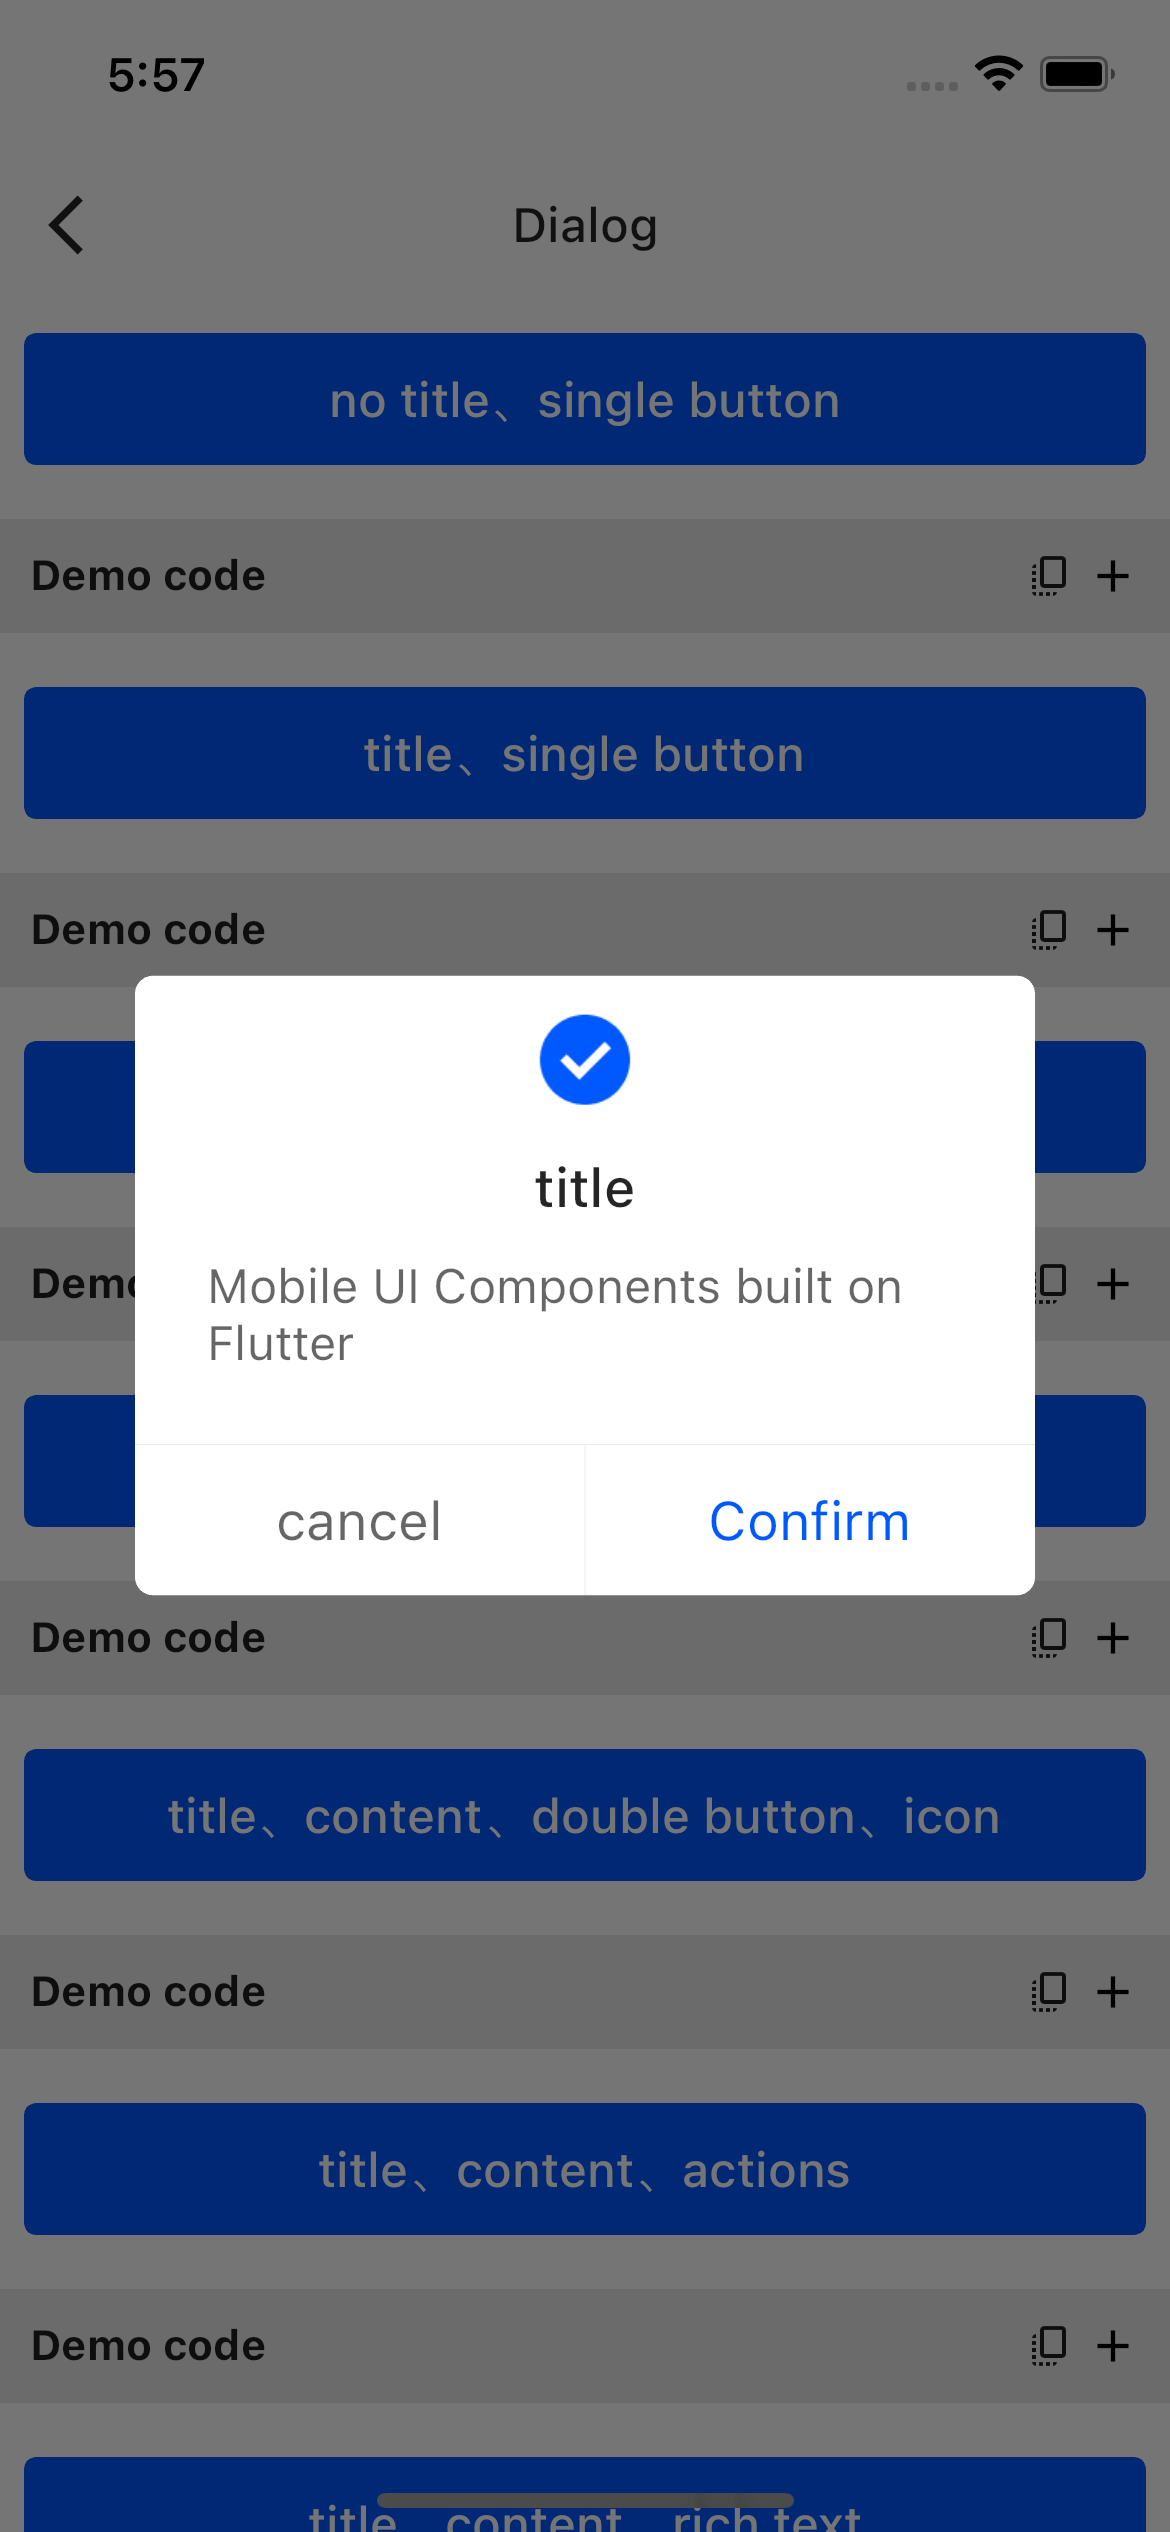 5:57
Dialog
no title、single button
Demo code
title、single button
Demo code
title
Mobile UI Components built on
Flutter
cancel
Confirm
Demo code
title、content、double button、icon
Demo code
title、content、actions
Demo code
title、content、rich text